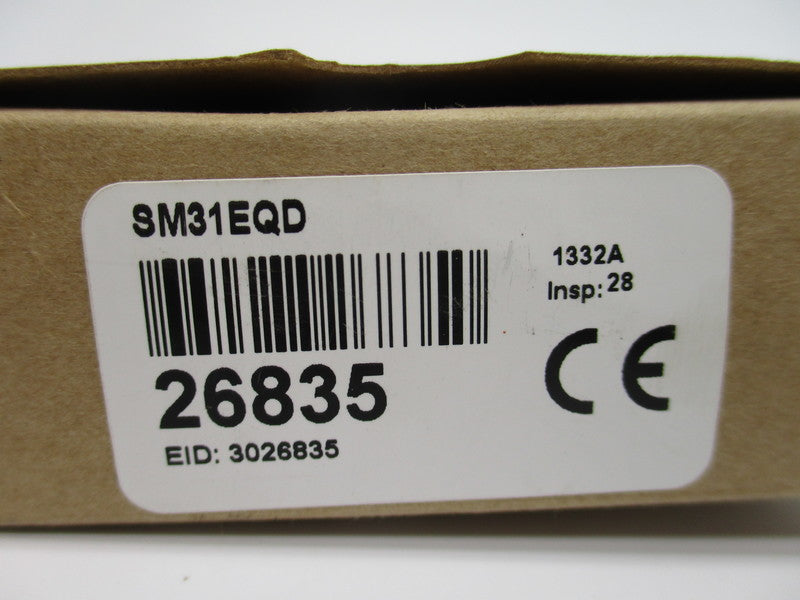 SM31EQD
1332A
Insp: 28
26835
CE
EID: 3026835